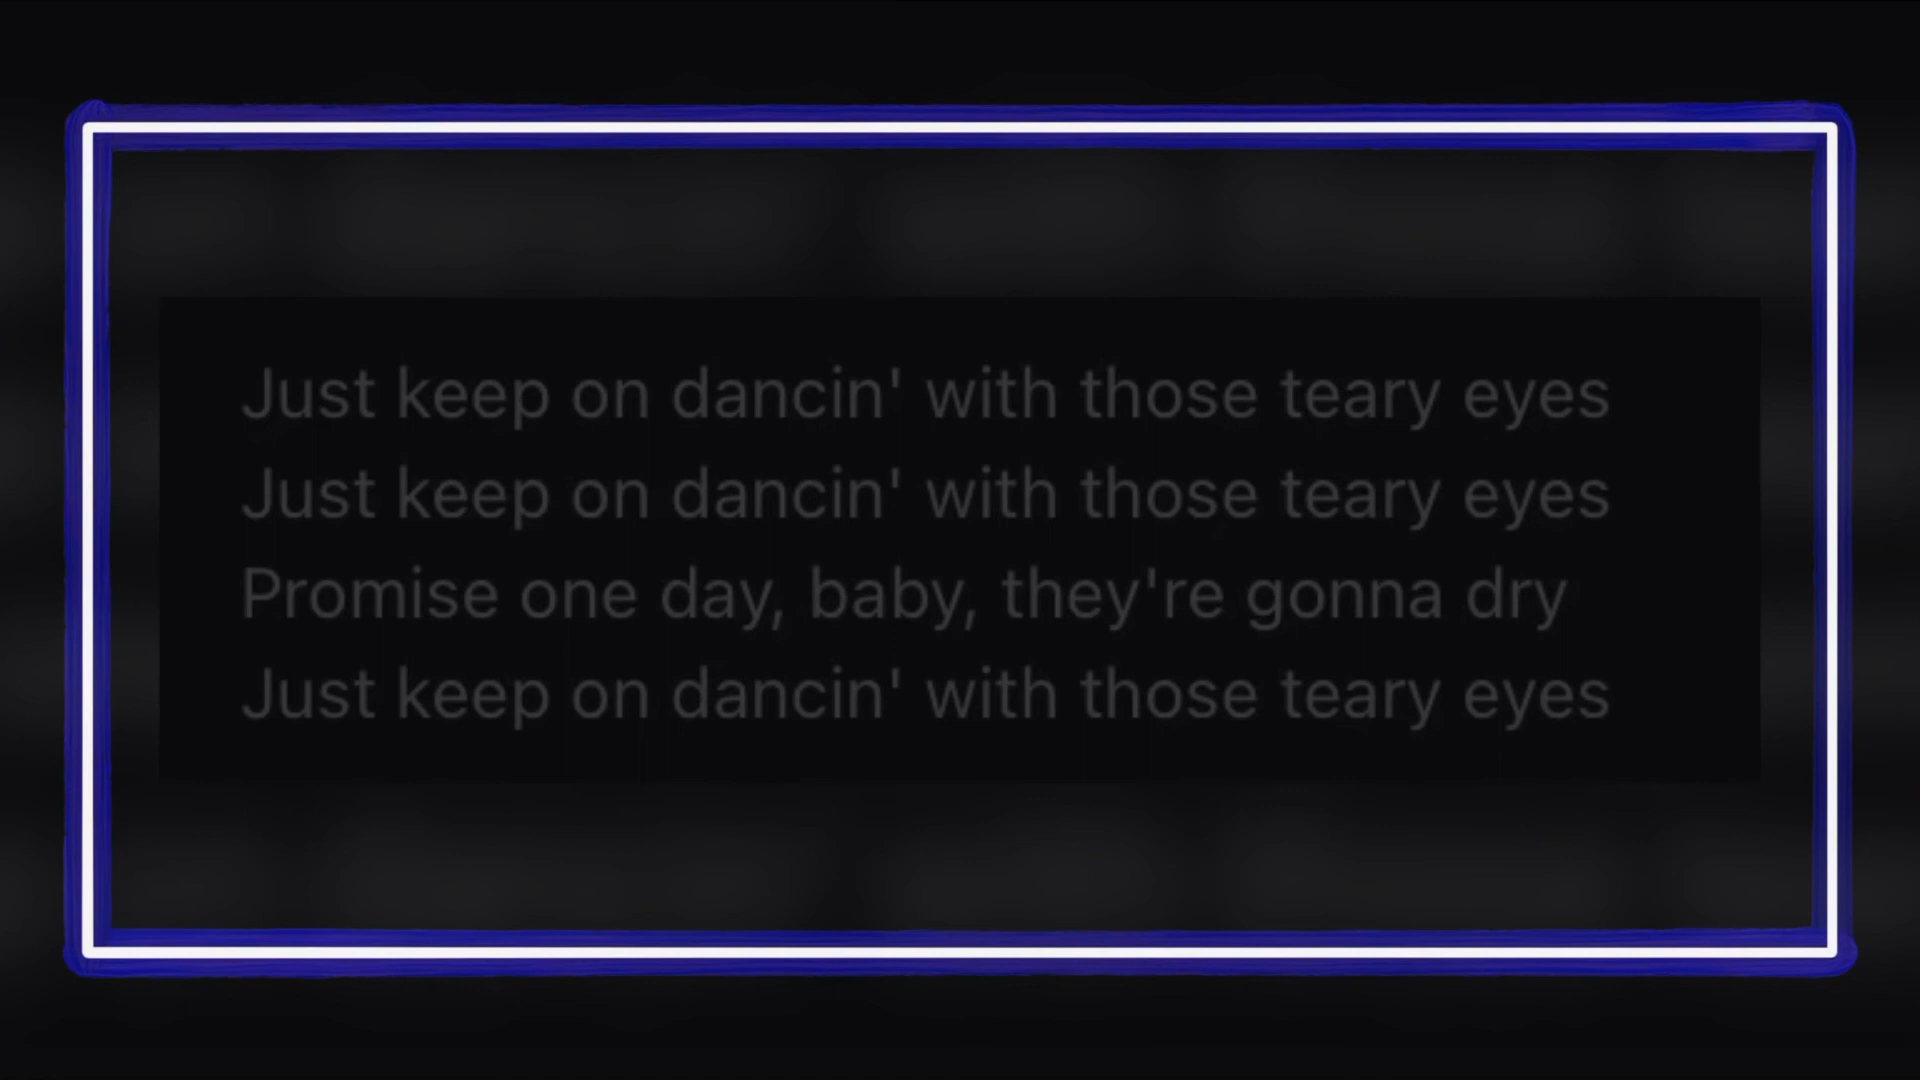 Just keep on dancin' with those teary eyes
Just keep on dancin' with those teary eyes
Promise one day, baby, they're gonna dry
Just keep on dancin' with those teary eyes